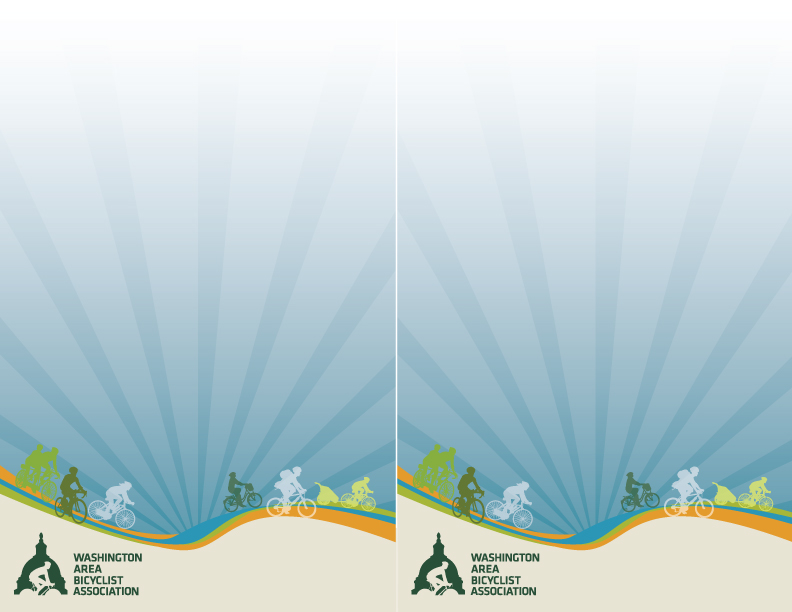 WASHINGTON
AREA
BICYCLIST
ASSOCIATION
WASHINGTON
AREA
BICYCLIST
ASSOCIATION